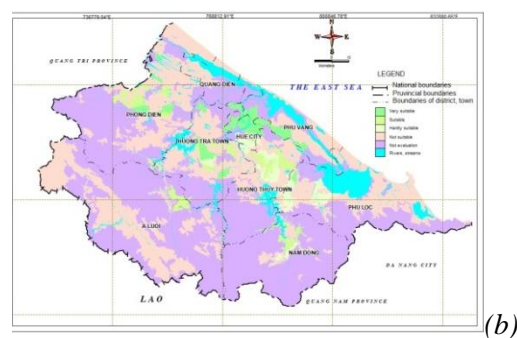 N
W E
S
QUANG TRI PROVINCE
THE EAST SEA
LEGEND
National boundaries
Provincial boundaries
Boundaries of district, town
Very suitable
Suitable
Hardly suitable
Not suitable
Not evaluation
Rivers, streams
QUANG DIEN
PHONG DIEN
HUONG TRA TOWN
HUE CITY
PHU VANG
HUONG THUY TOWN
PHU LOC
A LUOI
NAM DONG
DA NANG CITY
LAO
QUANG NAM PROVINCE
(b)